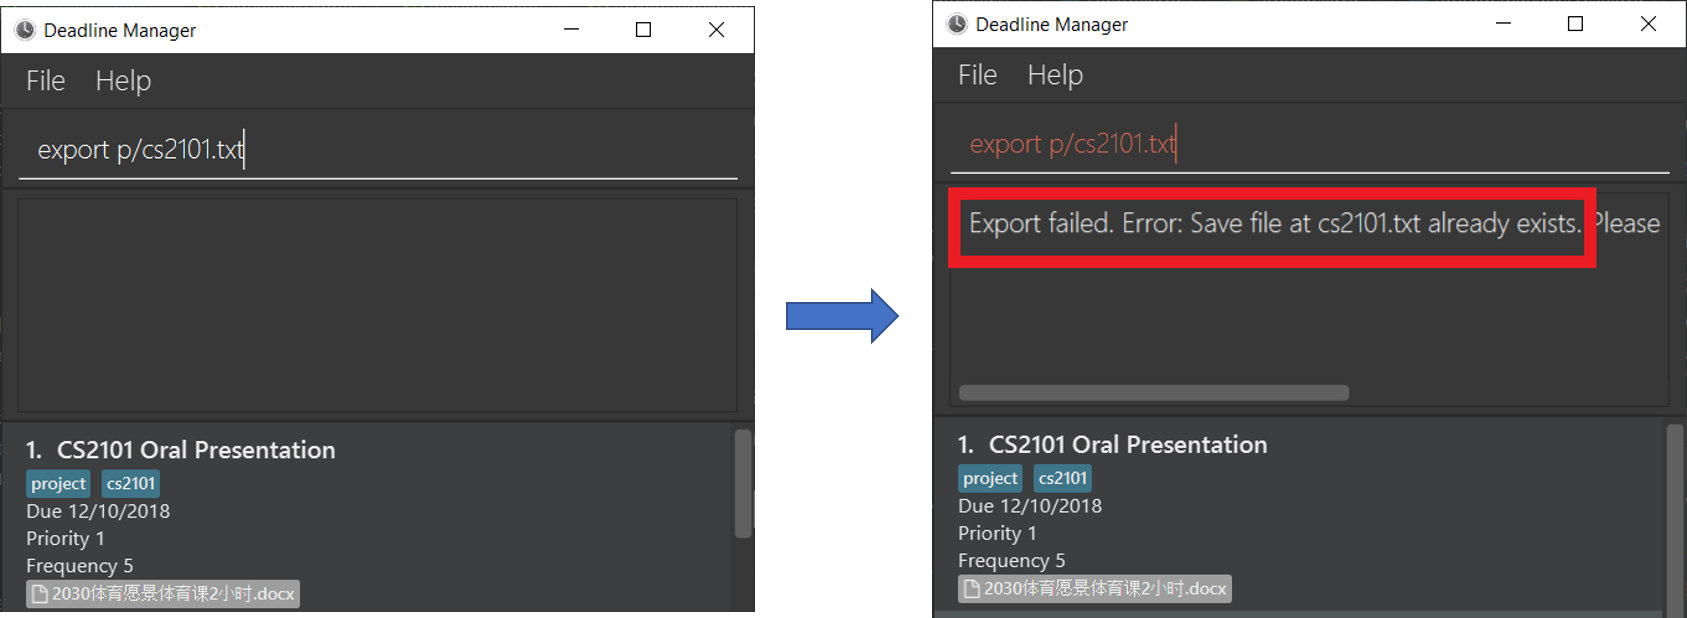 Deadline Manager
File Help
export p/cs2101.txt
1. CS2101 Oral Presentation
project cs2101
Due 12/10/2018
Priority 1
Frequency 5
2030体育愿景体育课2小时.docx
Deadline Manager
File Help
export p/cs2101.txt
Export failed. Error: Save file at cs2101.txt already exists. Please
1. CS2101 Oral Presentation
project cs2101
Due 12/10/2018
Priority 1
Frequency 5
2030体育愿景体育课2小时.docx